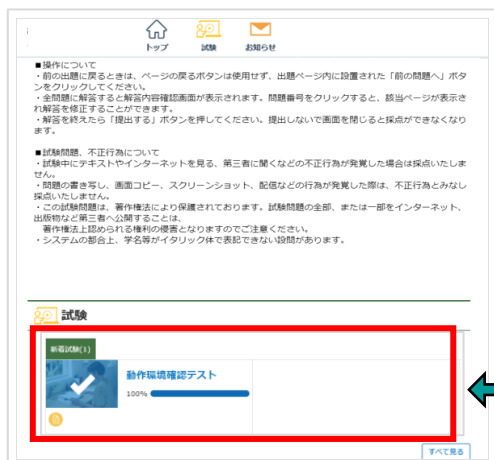 トップ 試験 お知らせ
■操作について
・前の出題に戻るときは、ページの戻るボタンは使用せず、出題ページ内に設置された「前の問題へ」ボタ
ンをクリックしてください。
・全問題に解答すると解答内容確認画面が表示されます。問題番号をクリックすると、該当ページが表示さ
れ解答を修正することができます。
・解答を終えたら「提出する」ボタンを押してください。提出しないで画面を閉じると採点ができなくなり
ます。
■試験問題、不正行為について
・試験中にテキストやインターネットを見る、第三者に聞くなどの不正行為が発覚した場合は採点いたしま
せん。
・問題の書き写し、画面コピー、スクリーンショット、配信などの行為が発覚した際は、不正行為とみなし
採点いたしません。
・この試験問題は、著作権法により保護されております。試験問題の全部、または一部をインターネット、
出版物など第三者へ公開することは、
著作権法上認められる権利の侵害となりますのでご注意ください。
・システムの都合上、学名等がイタリック体で表記できない設問があります。
試験
新着試験(1)
動作環境確認テスト
100%
すべて見る